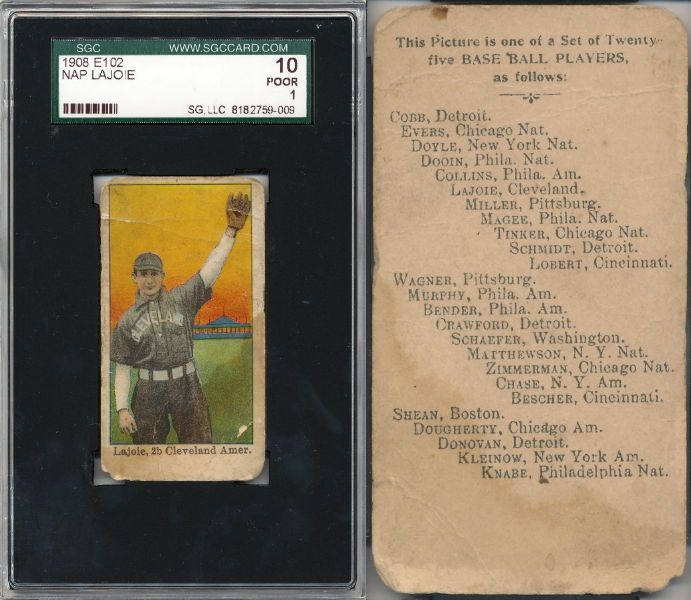 SGC WWW.SGCCARD.COM
1908 E102
NAP LAJOIE
10
POOR
1
SG, LLC 8182759-009
CLEVELAND
Lajoie, 2b Cleveland Amer.
This Picture is one of a Set of Twenty-
five BASE BALL PLAYERS,
as follows:
COBB, Detroit.
EVERS, Chicago Nat.
DOYLE, New York Nat.
DOOIN, Phila. Nat.
COLLINS, Phila. Am.
LAJOIE, Cleveland.
MILLER, Pittsburg.
MAGEE, Phila. Nat.
TINKER, Chicago Nat.
SCHMIDT, Detroit.
LOBERT, Cincinnati.
WAGNER, Pittsburg.
MURPHY, Phila. Am.
BENDER, Phila. Am.
CRAWFORD, Detroit.
SCHAEFER, Washington.
MATTHEWSON, N. Y. Nat.
ZIMMERMAN, Chicago Nat.
CHASE, N. Y. Am.
BESCHER, Cincinnati.
SHEAN, Boston.
DOUGHERTY, Chicago Am.
DONOVAN, Detroit.
KLEINOW, New York Am.
KNABE, Philadelphia Nat.